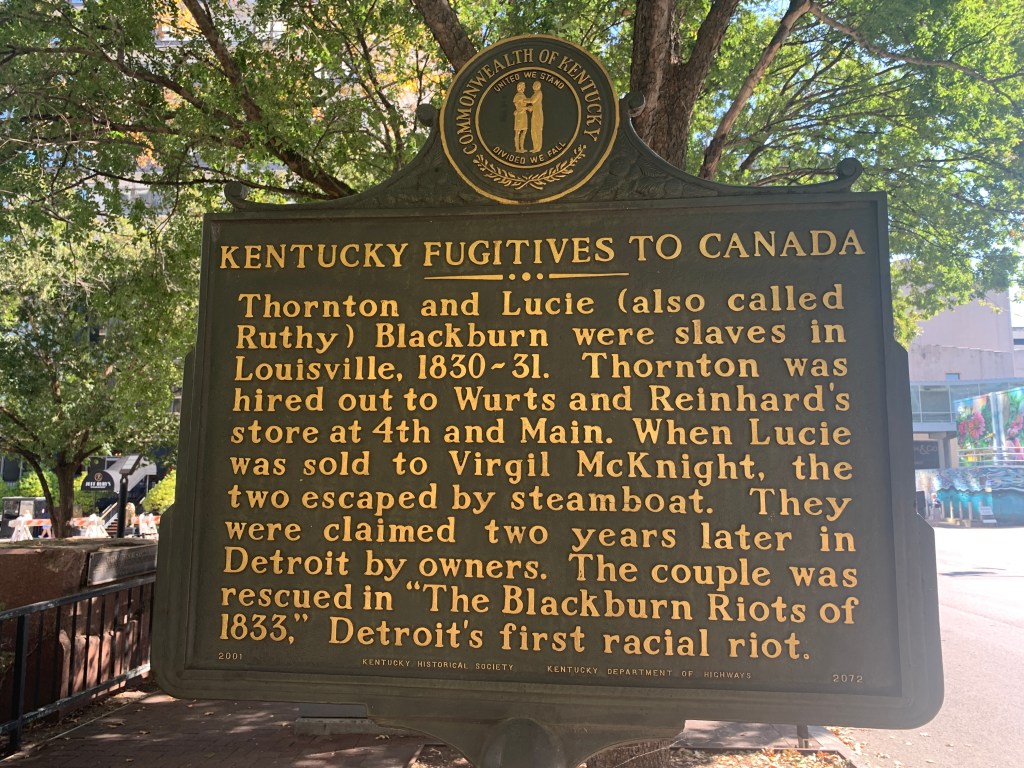 COMMONWEALTH OF KENTUCKY
UNITED WE STAND
DIVIDED WE FALL
KENTUCKY FUGITIVES TO CANADA
Thornton and Lucie (also called
Ruthy) Blackburn were slaves in
Louisville, 1830-31. Thornton was
hired out to Wurts and Reinhard's
store at 4th and Main. When Lucie
was sold to Virgil McKnight, the
two escaped by steamboat. They
were claimed two years later in
Detroit by owners. The couple was
rescued in “The Blackburn Riots of
1833,” Detroit's first racial riot.
2001 KENTUCKY HISTORICAL SOCIETY KENTUCKY DEPARTMENT OF HIGHWAYS 2072